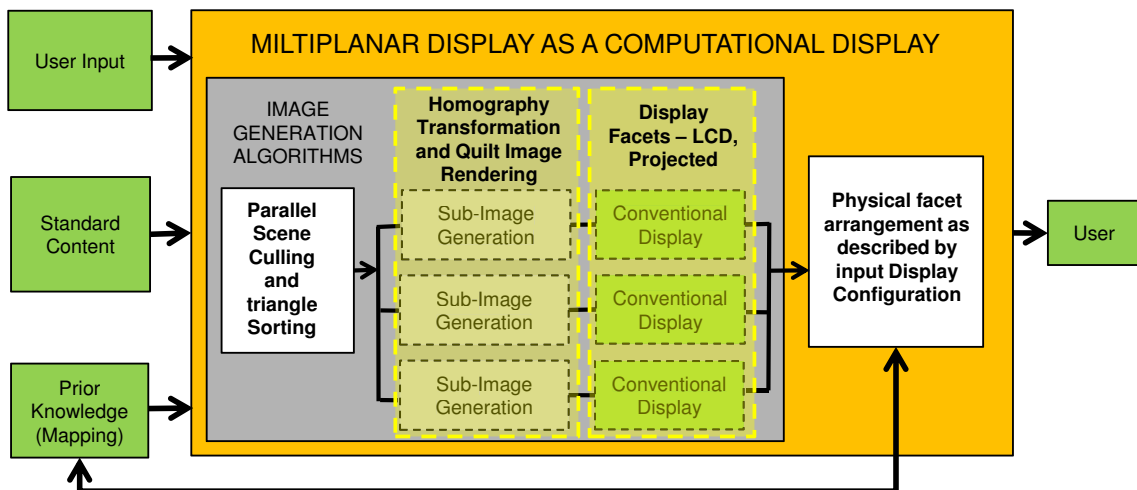 MILTIPLANAR DISPLAY AS A COMPUTATIONAL DISPLAY
User Input
Standard
Content
Prior
Knowledge
(Mapping)
IMAGE
GENERATION
ALGORITHMS
Parallel
Scene
Culling
and
triangle
Sorting
Homography
Transformation
and Quilt Image
Rendering
Sub-Image
Generation
Sub-Image
Generation
Sub-Image
Generation
Display
Facets – LCD,
Projected
Conventional
Display
Conventional
Display
Conventional
Display
Physical facet
arrangement as
described by
input Display
Configuration
User